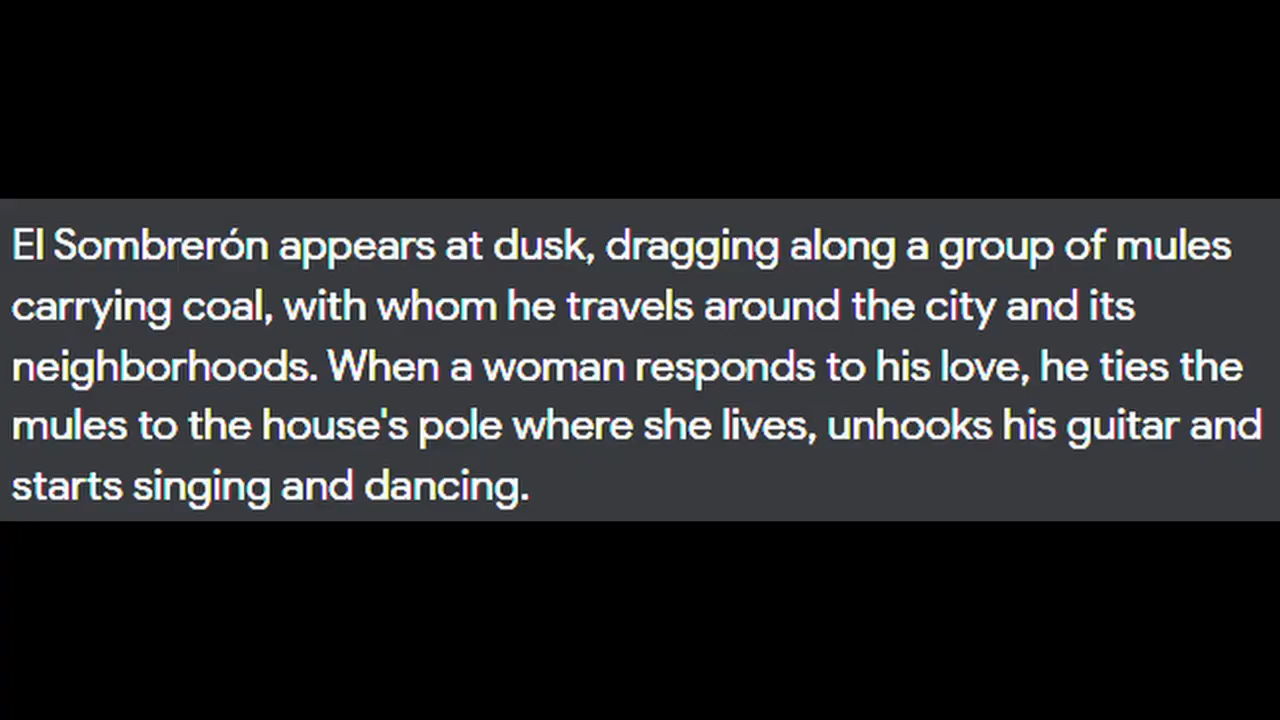 El Sombrerón appears at dusk, dragging along a group of mules
carrying coal, with whom he travels around the city and its
neighborhoods. When a woman responds to his love, he ties the
mules to the house's pole where she lives, unhooks his guitar and
starts singing and dancing.